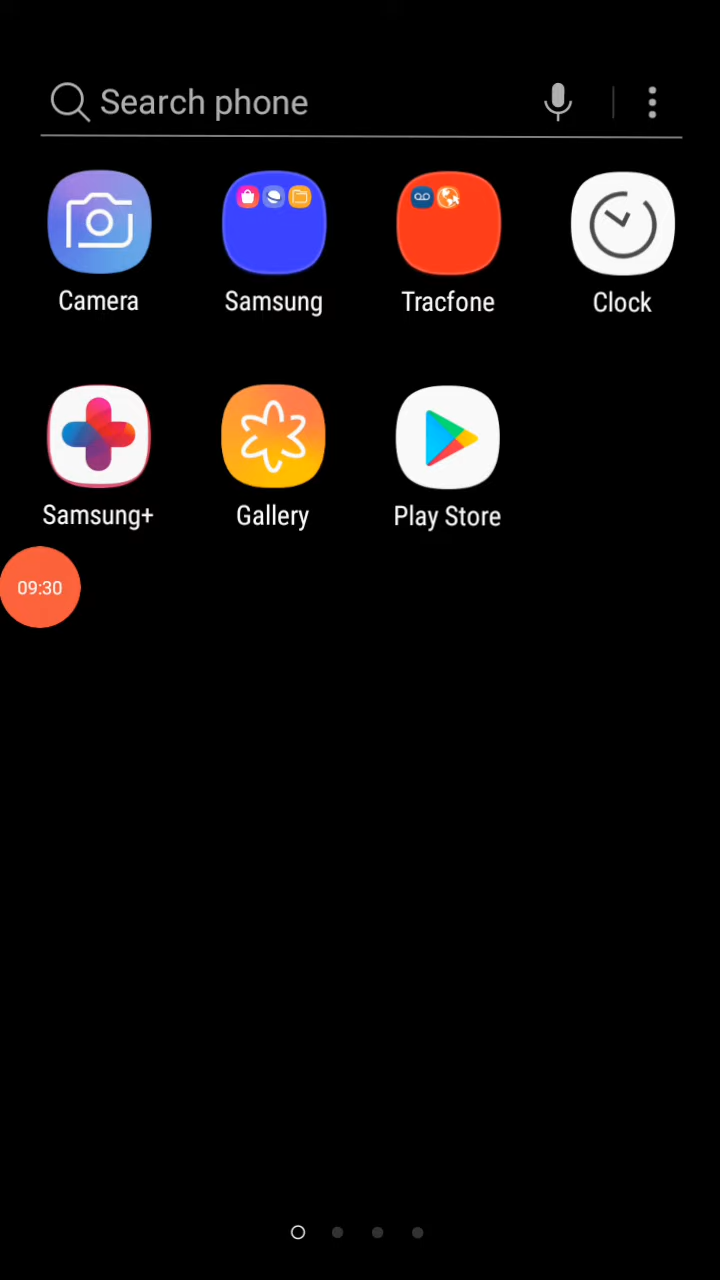 Search phone
Camera
Samsung
Tracfone
Clock
Samsung+
Gallery
Play Store
09:30